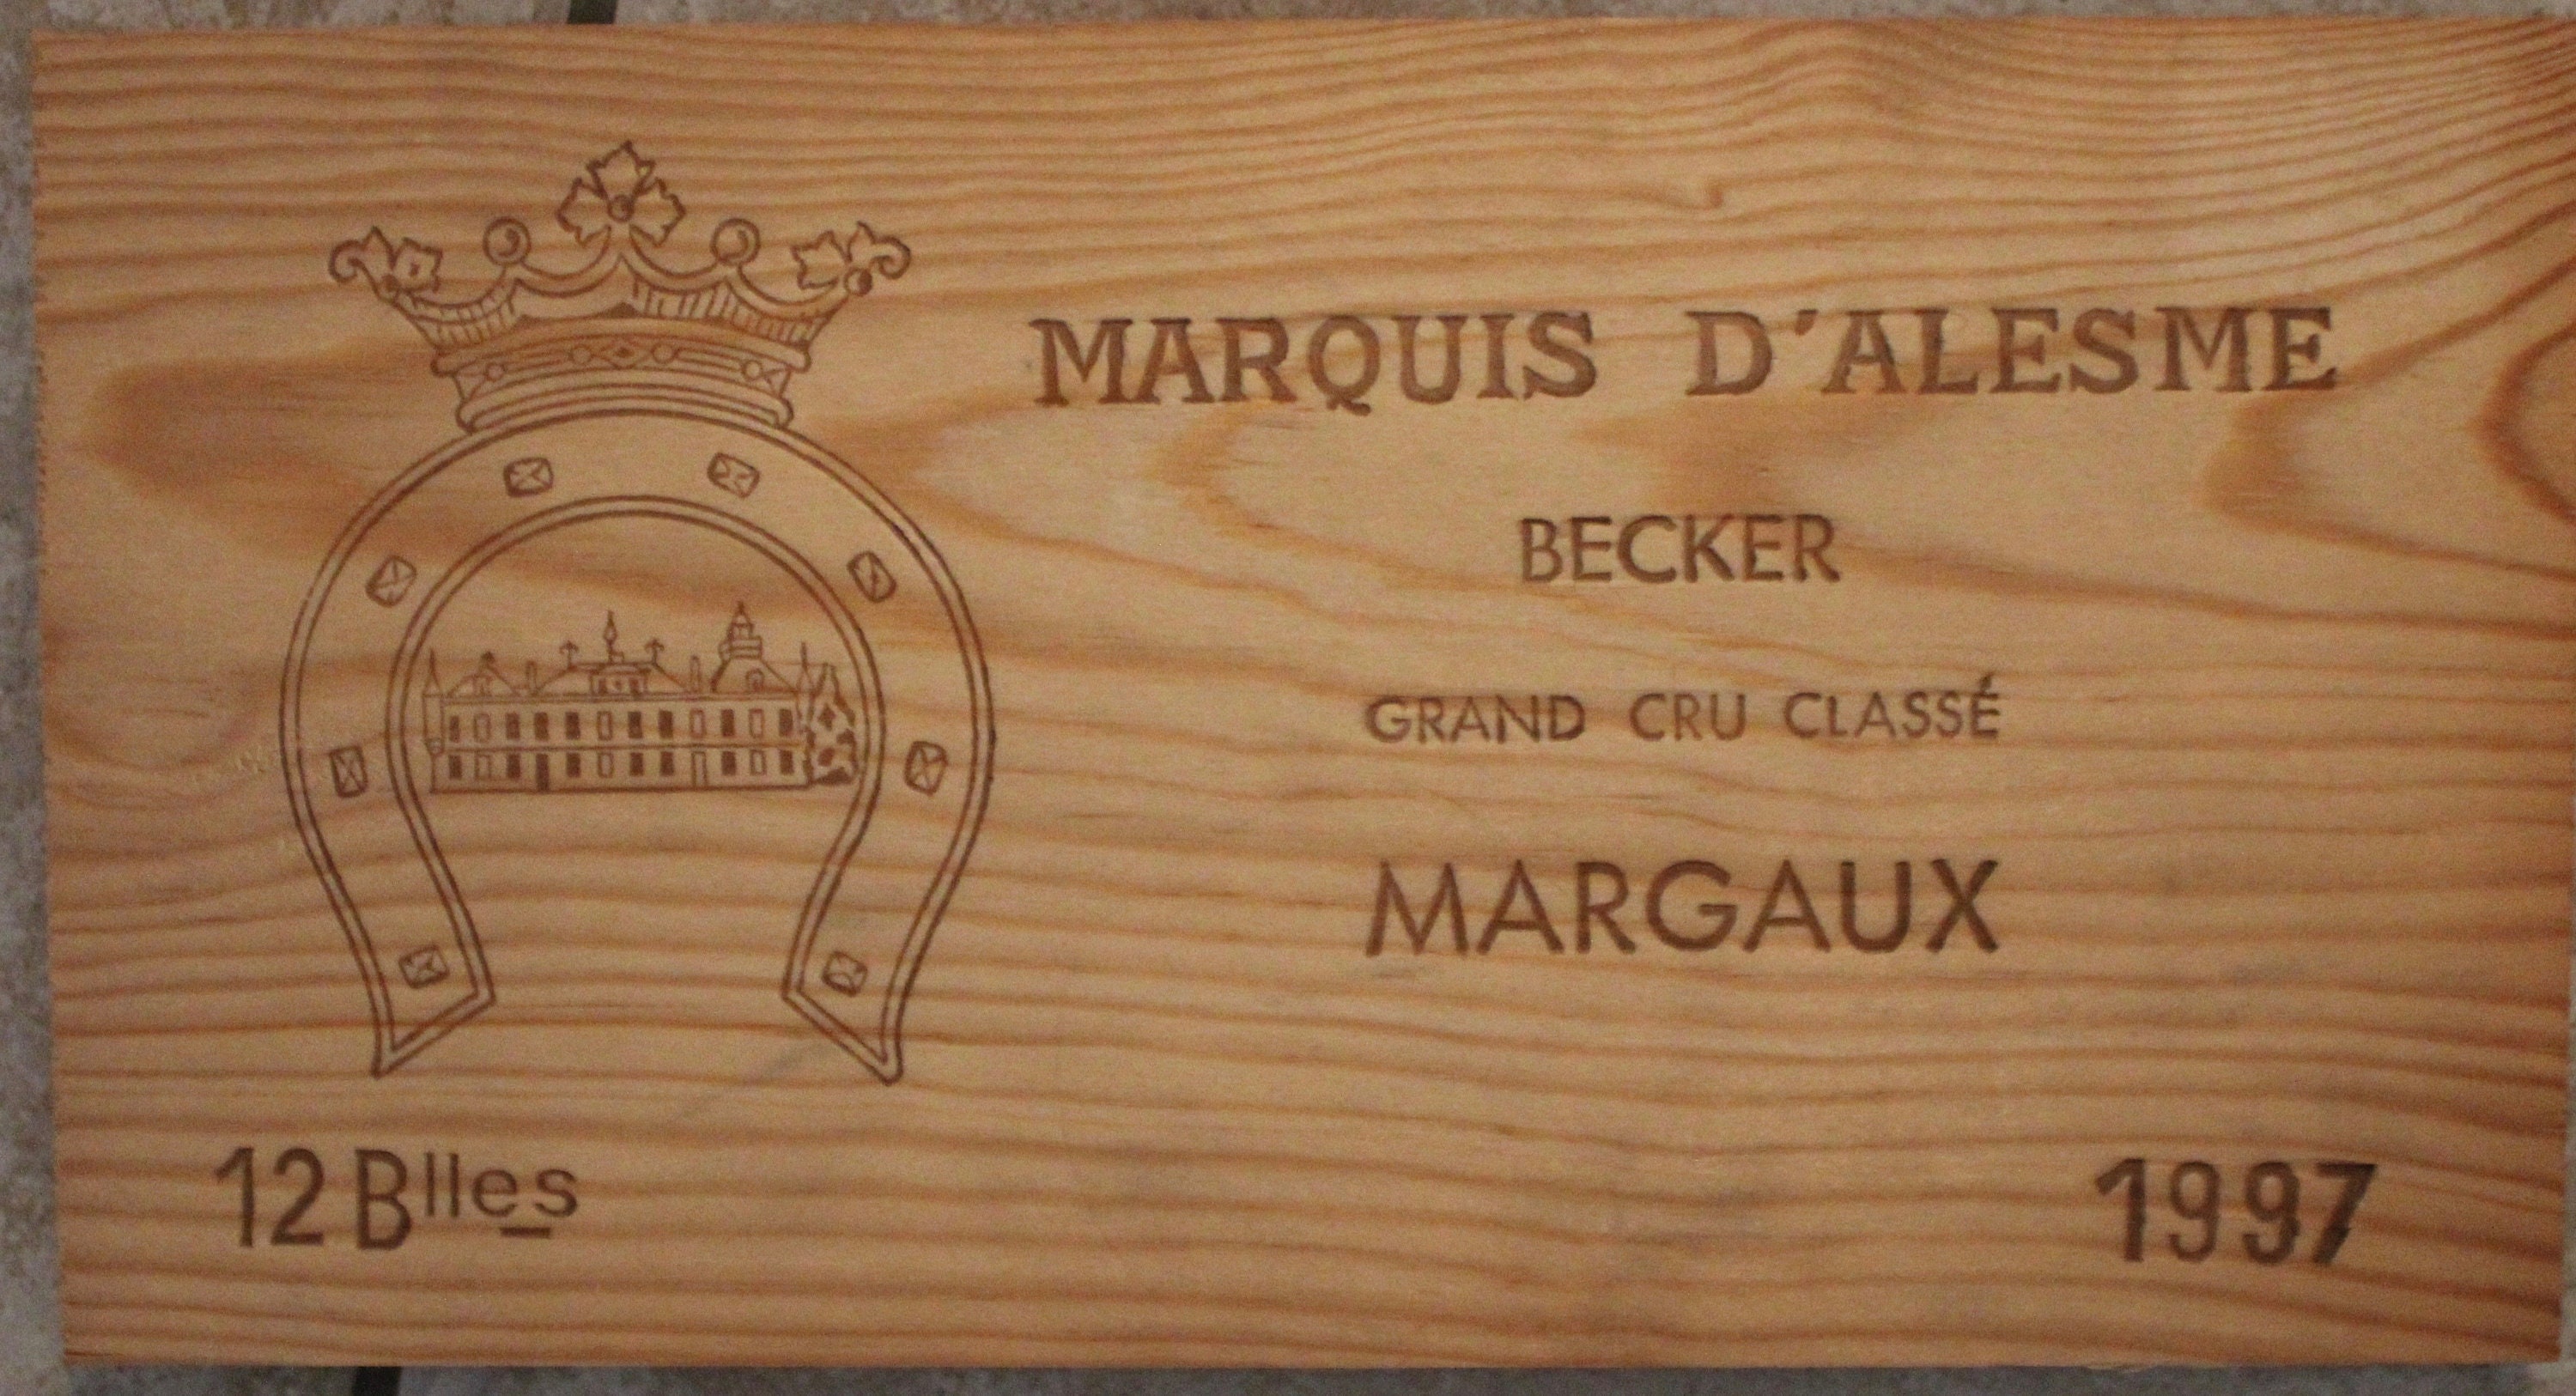 MARQUIS D'ALESME
BECKER
GRAND CRU CLASSÉ
MARGAUX
12 Blles
1997